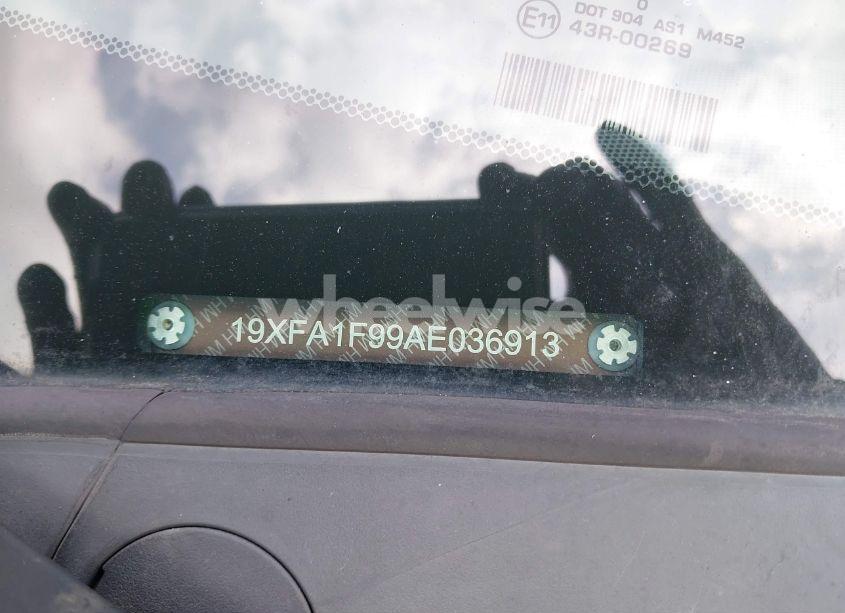 0
E11 DOT 904 AS1 M452
43R-00269
wheelwise
19XFA1F99AE036913